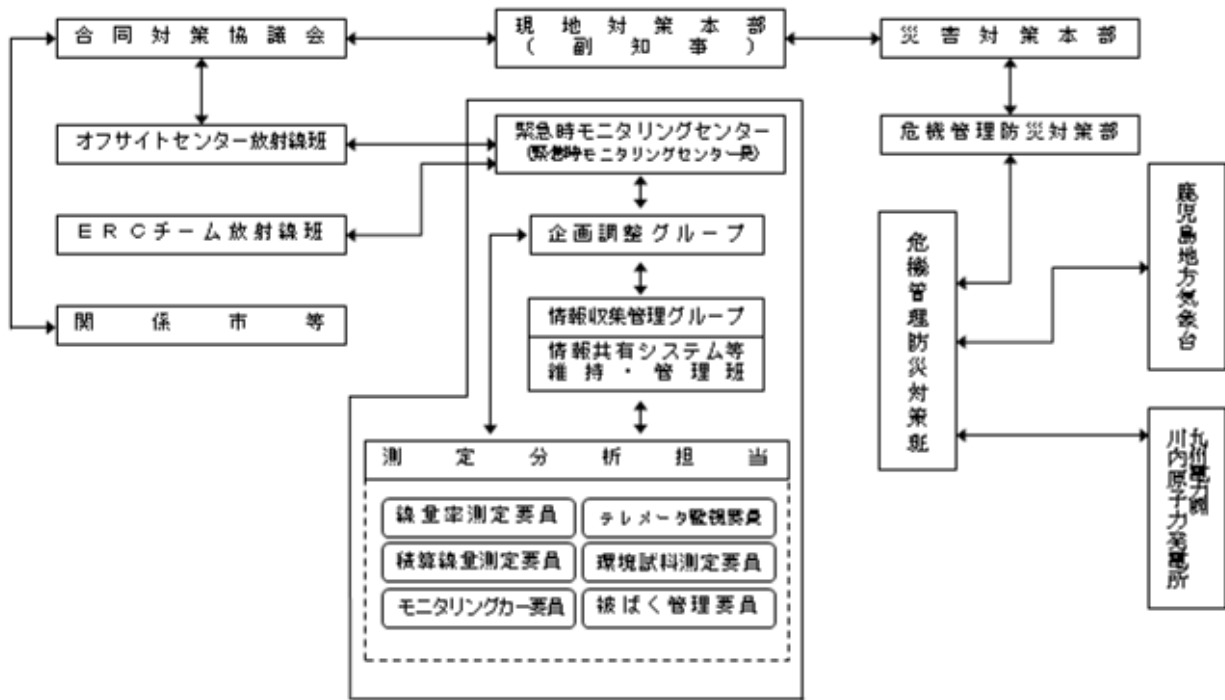 合同対策協議会
現地対策本部
(副知事)
災害対策本部
オフサイトセンター放射線班
緊急時モニタリングセンター
(緊急時モニタリングセンター長)
危機管理防災対策部
ERCチーム放射線班
企画調整グループ
関係市等
情報収集管理グループ
情報共有システム等
維持・管理班
測定分析担当
線量率測定要員
テレメータ監視要員
積算線量測定要員
環境試料測定要員
モニタリングカー要員
被ばく管理要員
危機管理防災対策班
鹿児島地方気象台
九州電力㈱
川内原子力発電所